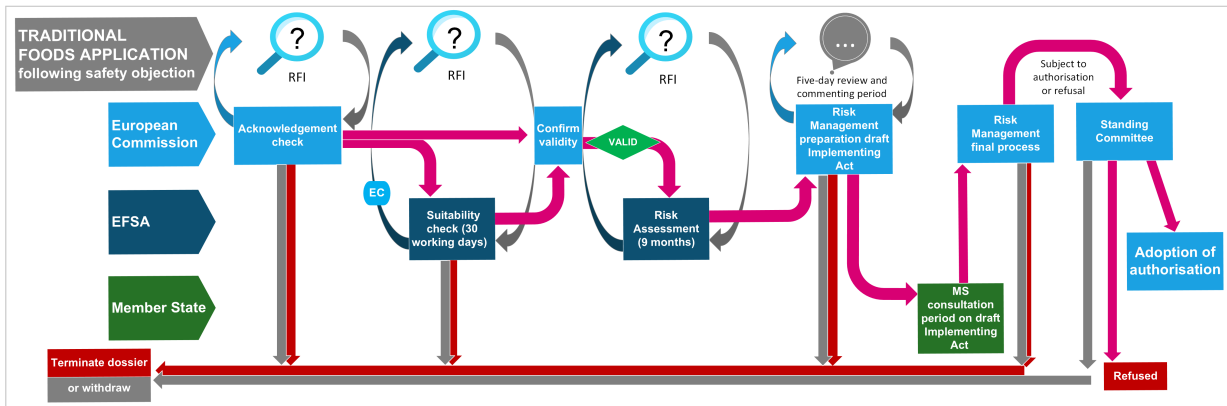 TRADITIONAL
FOODS APPLICATION
following safety objection
?
RFI
?
RFI
?
RFI
...
Five-day review and
commenting period
Subject to
authorisation
or refusal
European
Commission
Acknowledgement
check
Confirm
validity
VALID
Risk
Management
preparation draft
Implementing
Act
Risk
Management
final process
Standing
Committee
EC
EFSA
Suitability
check (30
working days)
Risk
Assessment
(9 months)
Adoption of
authorisation
Member State
MS
consultation
period on draft
Implementing
Act
Terminate dossier
or withdraw
Refused